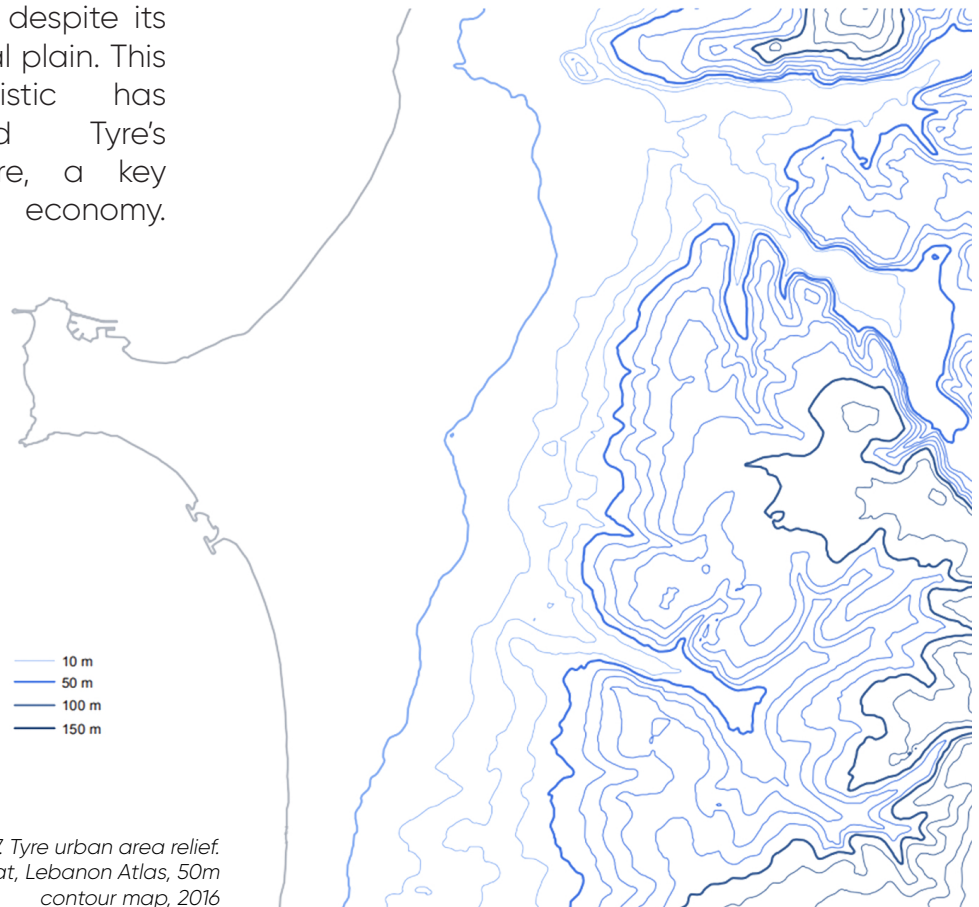 despite its
al plain. This
istic has
d Tyre's
re, a key
economy.
10 m
50 m
100 m
150 m
7. Tyre urban area relief.
at, Lebanon Atlas, 50m
contour map, 2016